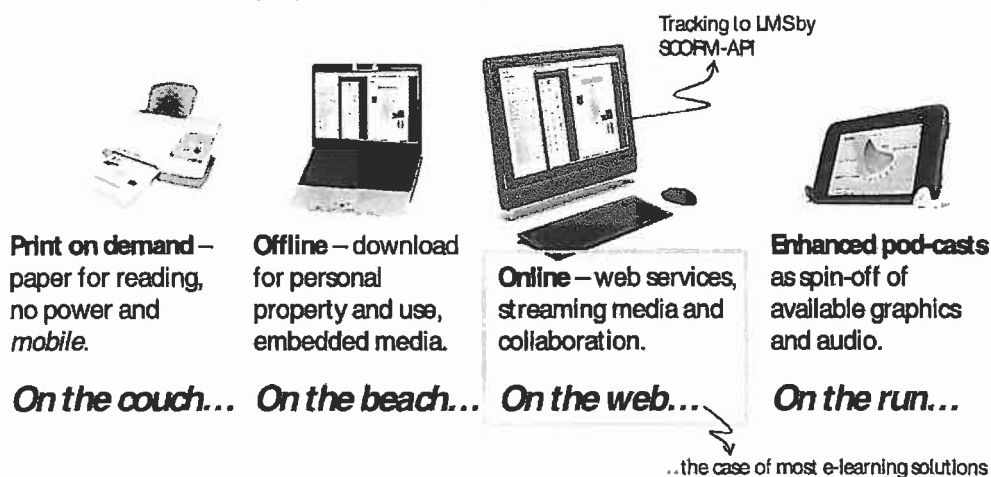 Tracking to LMS by
SCORM-API
Print on demand –
paper for reading,
no power and
mobile.
Offline – download
for personal
property and use,
embedded media.
Online – web services,
streaming media and
collaboration.
Enhanced pod-casts
as spin-off of
available graphics
and audio.
On the couch...
On the beach...
On the web...
On the run...
..the case of most e-learning solutions